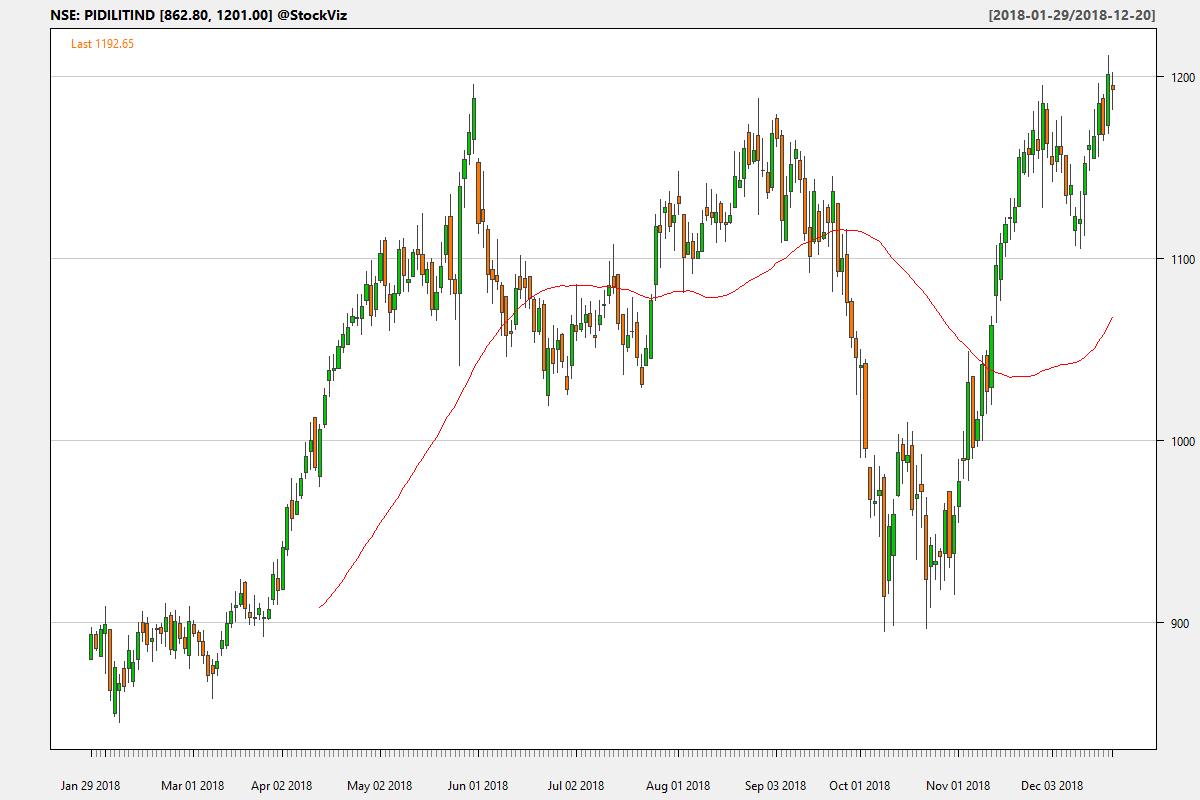 NSE: PIDILITIND [862.80, 1201.00] @StockViz [2018-01-29/2018-12-20]
Last 1192.65
1200
1100
1000
900
Jan 29 2018 Mar 01 2018 Apr 02 2018 May 02 2018 Jun 01 2018 Jul 02 2018 Aug 01 2018 Sep 03 2018 Oct 01 2018 Nov 01 2018 Dec 03 2018